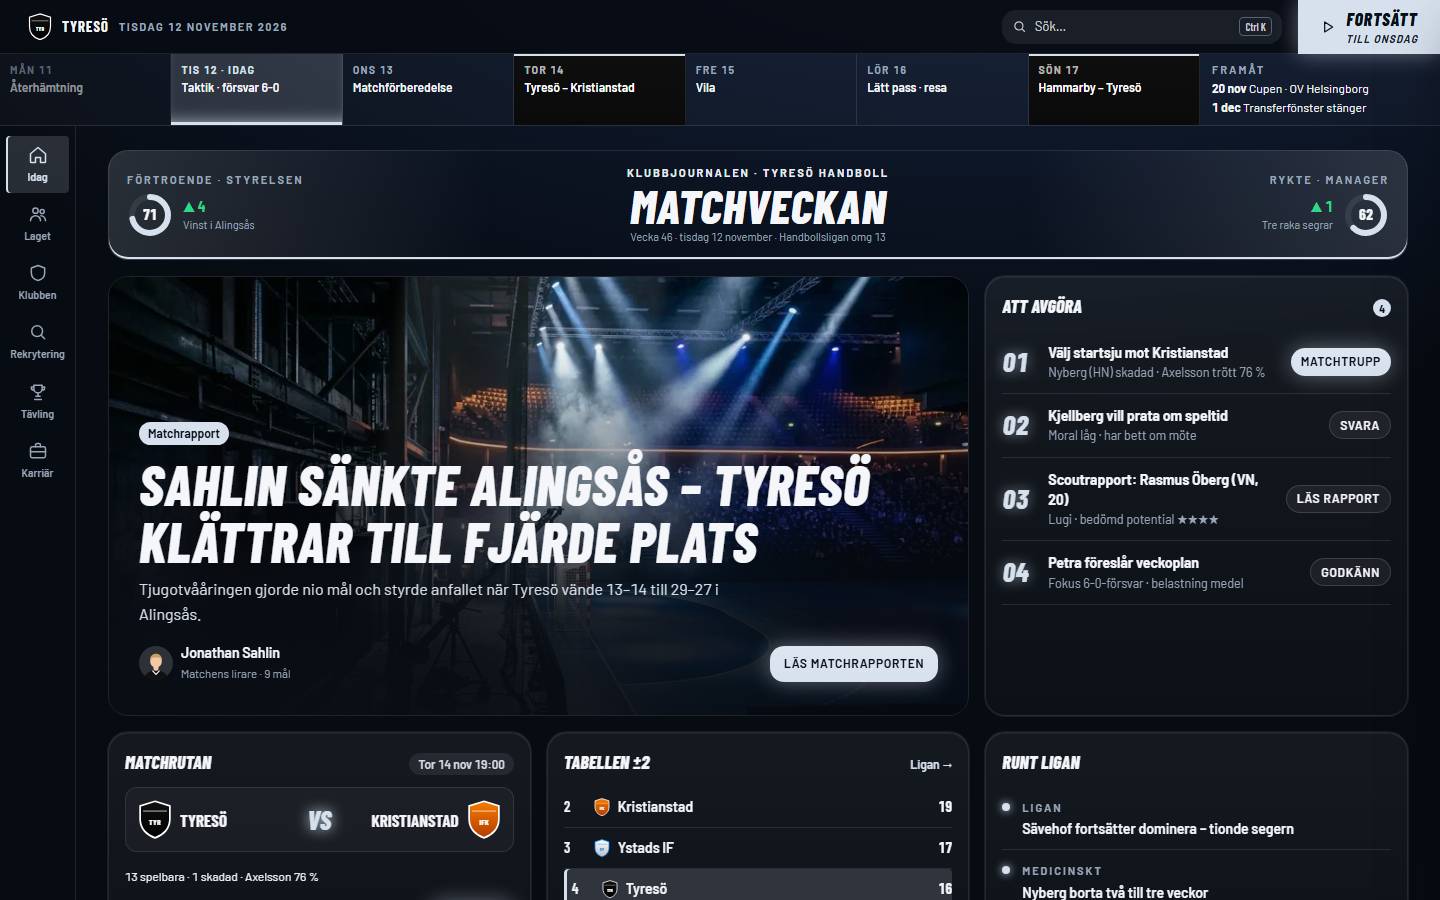 TYRESÖ TISDAG 12 NOVEMBER 2026
Sök... Ctrl K
FORTSÄTT
TILL ONSDAG
MÅN 11
Återhämtning
TIS 12 · IDAG
Taktik · försvar 6-0
ONS 13
Matchförberedelse
TOR 14
Tyresö – Kristianstad
FRE 15
Vila
LÖR 16
Lätt pass · resa
SÖN 17
Hammarby – Tyresö
FRAMÅT
20 nov Cupen · OV Helsingborg
1 dec Transferfönster stänger
Idag
Laget
Klubben
Rekrytering
Tävling
Karriär
FÖRTROENDE · STYRELSEN
71
▲4
Vinst i Alingsås
KLUBBJOURNALEN · TYRESÖ HANDBOLL
MATCHVECKAN
Vecka 46 · tisdag 12 november · Handbollsligan omg 13
RYKTE · MANAGER
▲1
Tre raka segrar
62
Matchrapport
SAHLIN SÄNKTE ALINGSÅS – TYRESÖ
KLÄTTRAR TILL FJÄRDE PLATS
Tjugotvååringen gjorde nio mål och styrde anfallet när Tyresö vände 13–14 till 29–27 i
Alingsås.
Jonathan Sahlin
Matchens lirare · 9 mål
LÄS MATCHRAPPORTEN
ATT AVGÖRA
4
01
Välj startsju mot Kristianstad
Nyberg (HN) skadad · Axelsson trött 76 %
MATCHTRUPP
02
Kjellberg vill prata om speltid
Moral låg · har bett om möte
SVARA
03
Scoutrapport: Rasmus Öberg (VN,
20)
Lugi · bedömd potential ★★★★
LÄS RAPPORT
04
Petra föreslår veckoplan
Fokus 6-0-försvar · belastning medel
GODKÄNN
MATCHRUTAN
Tor 14 nov 19:00
TYR
TYRESÖ
VS
KRISTIANSTAD
IFK
13 spelbara · 1 skadad · Axelsson 76 %
TABELLEN ±2
Ligan →
2 Kristianstad 19
3 Ystads IF 17
4 Tyresö 16
RUNT LIGAN
LIGAN
Sävehof fortsätter dominera – tionde segern
MEDICINSKT
Nyberg borta två till tre veckor